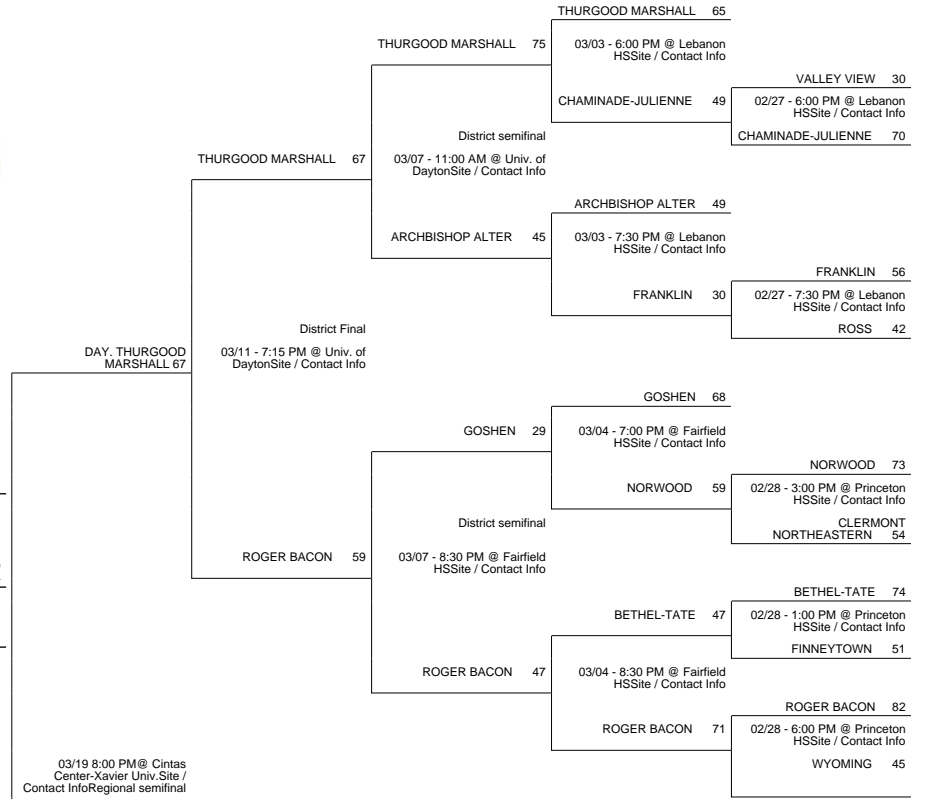 THURGOOD MARSHALL 65
THURGOOD MARSHALL 75
03/03 - 6:00 PM @ Lebanon
HSSite / Contact Info
VALLEY VIEW 30
CHAMINADE-JULIENNE 49
02/27 - 6:00 PM @ Lebanon
HSSite / Contact Info
District semifinal
CHAMINADE-JULIENNE 70
THURGOOD MARSHALL 67
03/07 - 11:00 AM @ Univ. of
DaytonSite / Contact Info
ARCHBISHOP ALTER 49
ARCHBISHOP ALTER 45
03/03 - 7:30 PM @ Lebanon
HSSite / Contact Info
FRANKLIN 56
FRANKLIN 30
02/27 - 7:30 PM @ Lebanon
HSSite / Contact Info
District Final
ROSS 42
DAY. THURGOOD
MARSHALL 67
03/11 - 7:15 PM @ Univ. of
DaytonSite / Contact Info
GOSHEN 68
GOSHEN 29
03/04 - 7:00 PM @ Fairfield
HSSite / Contact Info
NORWOOD 73
NORWOOD 59
02/28 - 3:00 PM @ Princeton
HSSite / Contact Info
District semifinal
CLERMONT
NORTHEASTERN 54
ROGER BACON 59
03/07 - 8:30 PM @ Fairfield
HSSite / Contact Info
BETHEL-TATE 74
BETHEL-TATE 47
02/28 - 1:00 PM @ Princeton
HSSite / Contact Info
FINNEYTOWN 51
ROGER BACON 47
03/04 - 8:30 PM @ Fairfield
HSSite / Contact Info
ROGER BACON 82
ROGER BACON 71
02/28 - 6:00 PM @ Princeton
HSSite / Contact Info
WYOMING 45
03/19 8:00 PM@ Cintas
Center-Xavier Univ.Site /
Contact InfoRegional semifinal